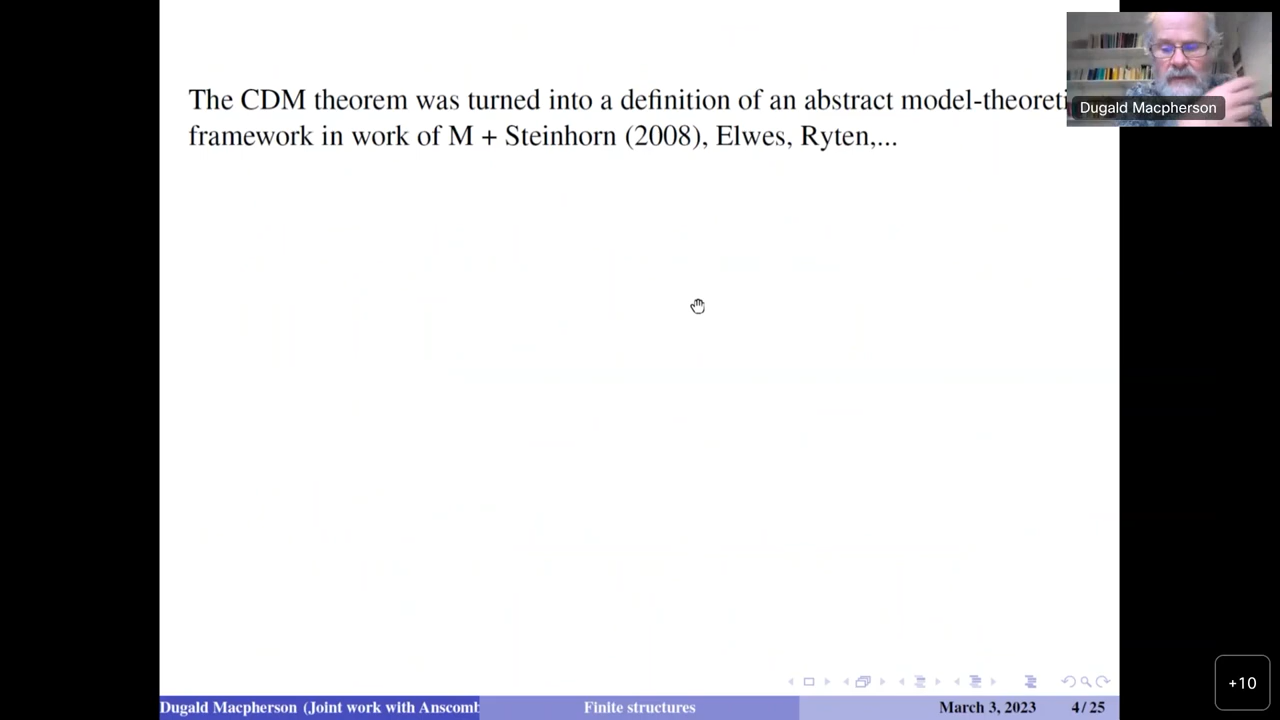 The CDM theorem was turned into a definition of an abstract model-theoreti
framework in work of M + Steinhorn (2008), Elwes, Ryten,...
Dugald Macpherson
+10
Dugald Macpherson (Joint work with Anscomb
Finite structures
March 3, 2023
4/25